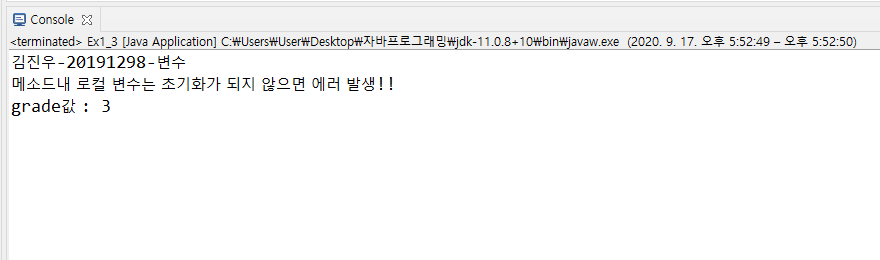 Console
<terminated> Ex1_3 [Java Application] C:₩Users₩User₩Desktop₩자바프로그래밍₩jdk-11.0.8+10₩bin₩javaw.exe (2020. 9. 17. 오후 5:52:49 – 오후 5:52:50)
김진우-20191298-변수
메소드내 로컬 변수는 초기화가 되지 않으면 에러 발생!!
grade값 : 3